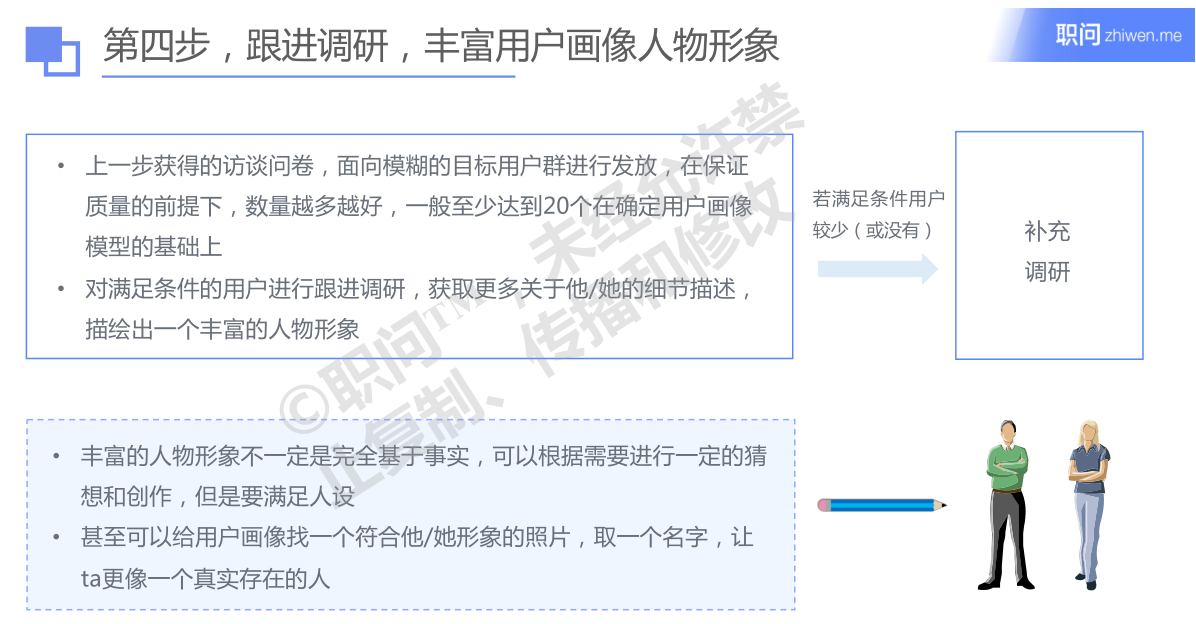 第四步，跟进调研，丰富用户画像人物形象
职问 zhiwen.me
• 上一步获得的访谈问卷，面向模糊的目标用户群进行发放，在保证
质量的前提下，数量越多越好，一般至少达到20个在确定用户画像
模型的基础上
• 对满足条件的用户进行跟进调研，获取更多关于他/她的细节描述，
描绘出一个丰富的人物形象
若满足条件用户
较少（或没有）
补充
调研
• 丰富的人物形象不一定是完全基于事实，可以根据需要进行一定的猜
想和创作，但是要满足人设
• 甚至可以给用户画像找一个符合他/她形象的照片，取一个名字，让
ta更像一个真实存在的人
©职问™，未经允许禁
止复制、传播和修改